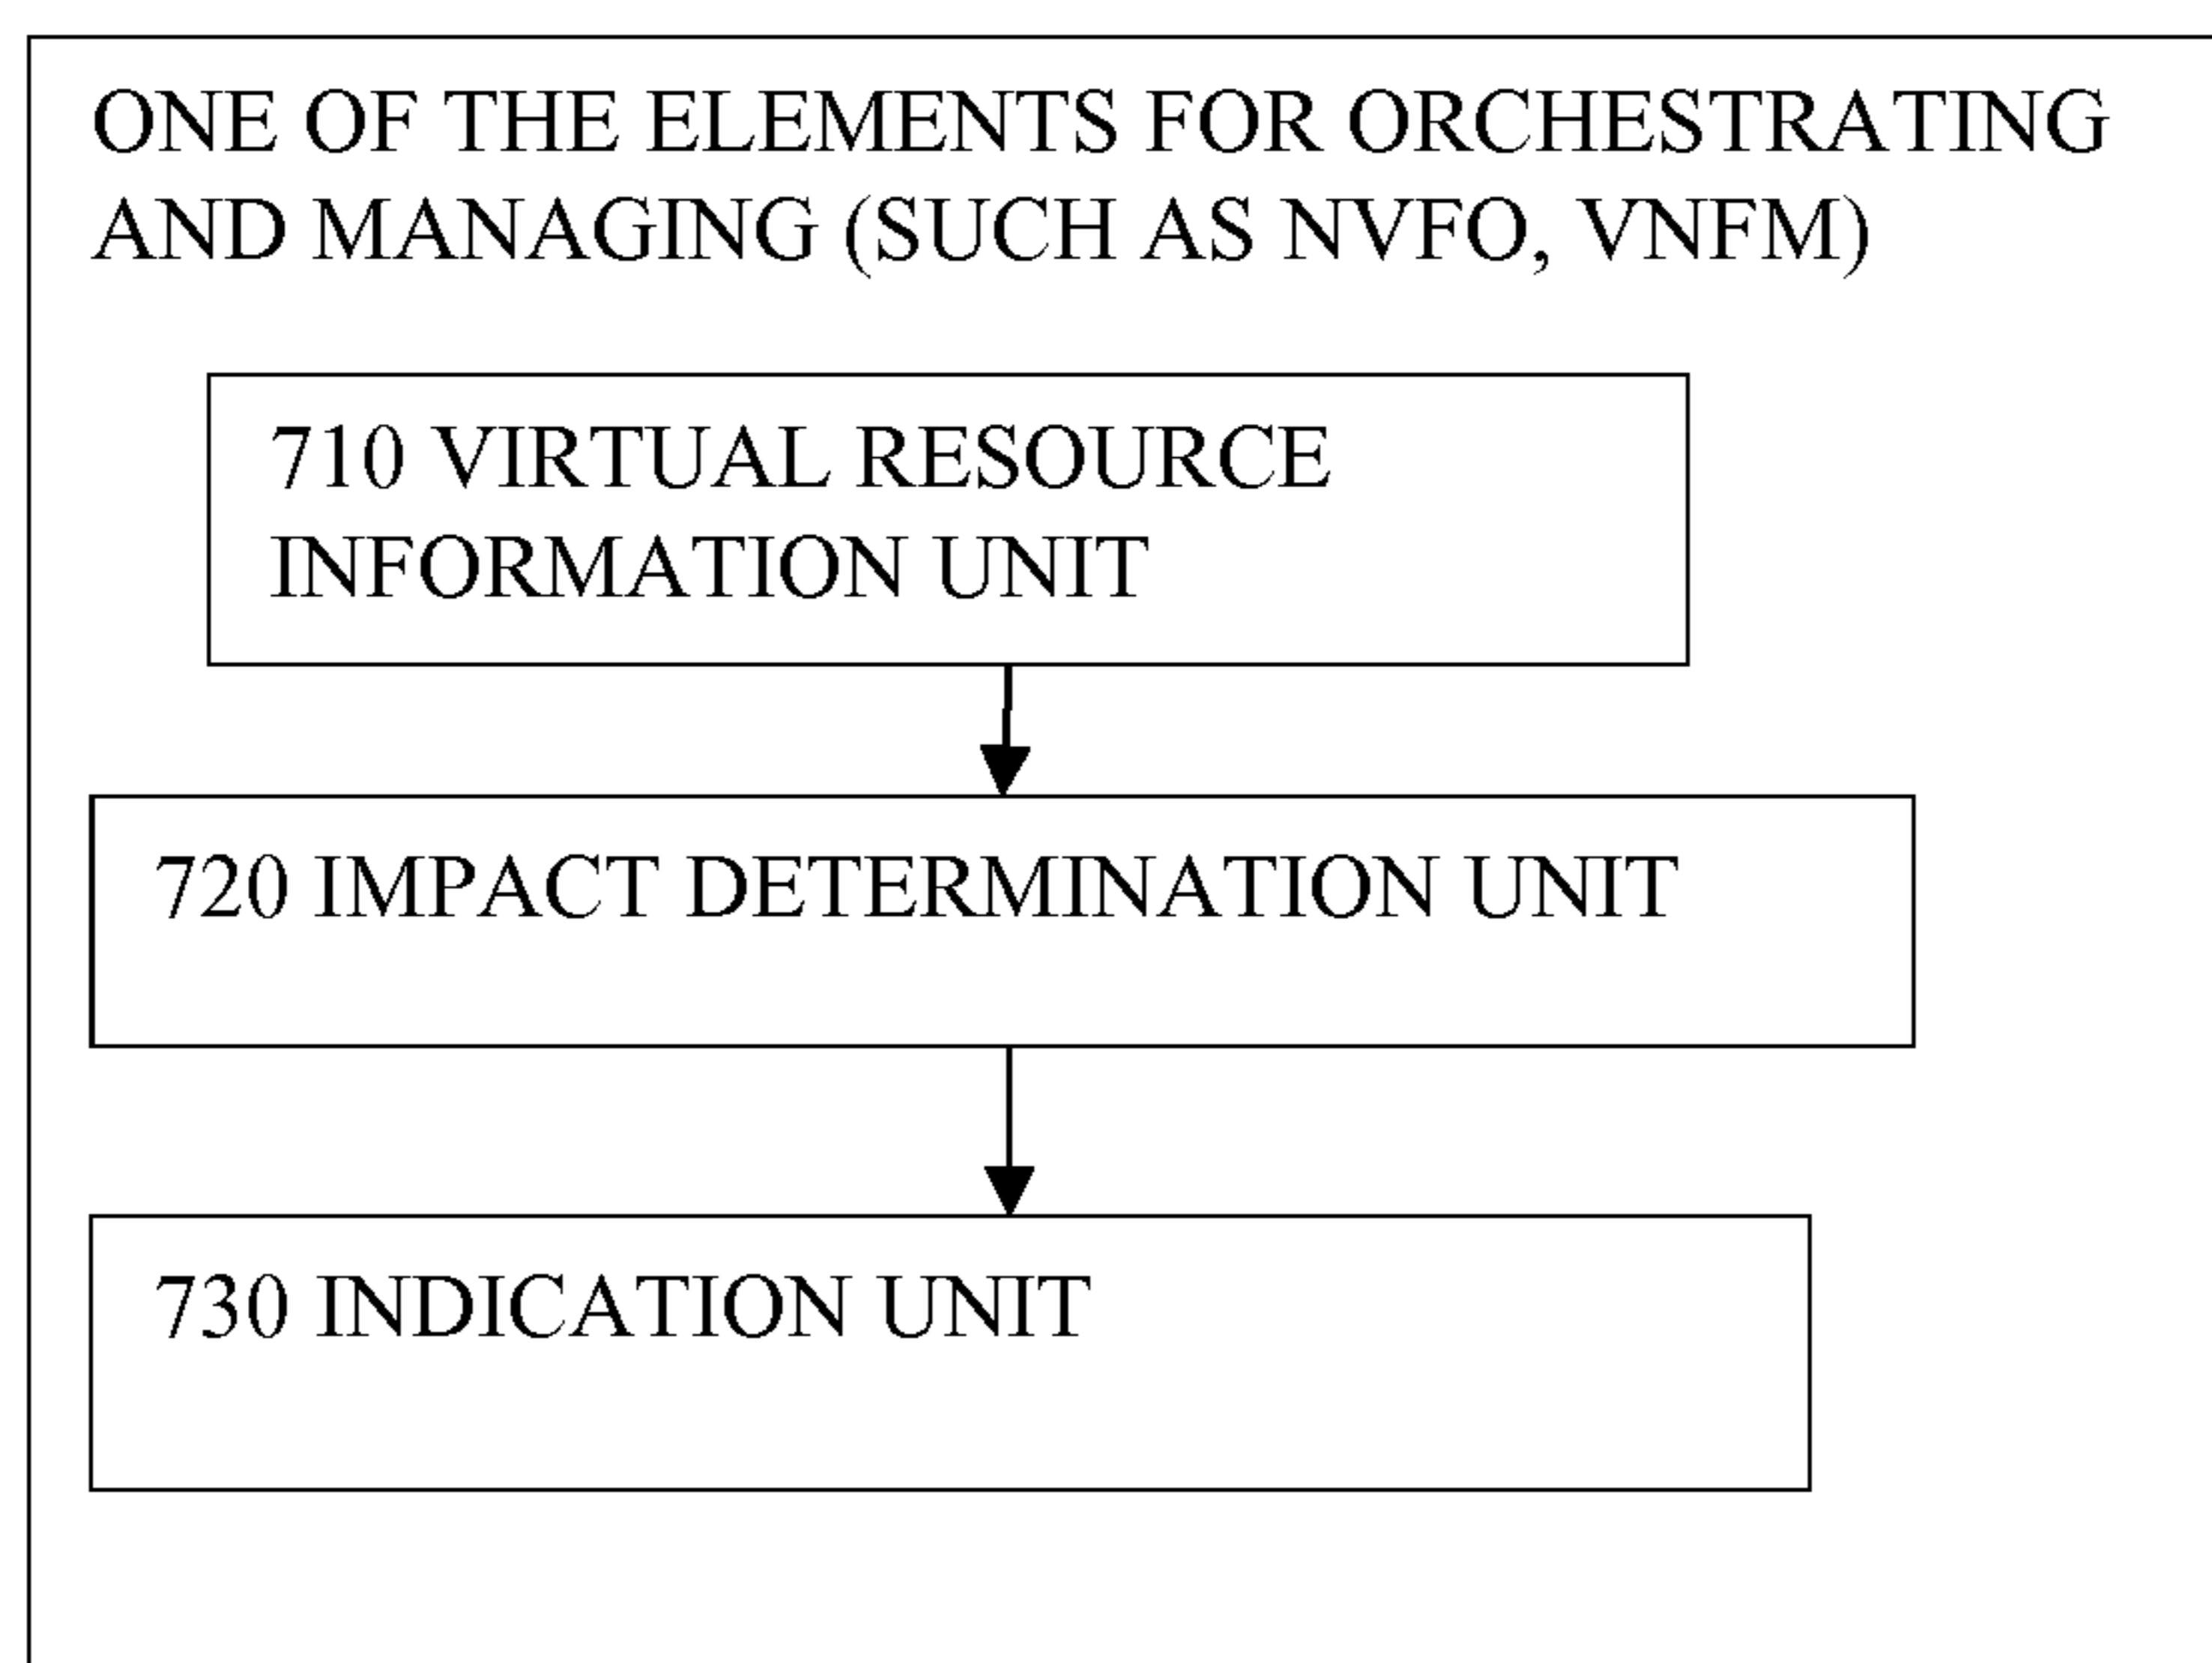 ONE OF THE ELEMENTS FOR ORCHESTRATING
AND MANAGING (SUCH AS NVFO, VNFM)
710 VIRTUAL RESOURCE
INFORMATION UNIT
720 IMPACT DETERMINATION UNIT
730 INDICATION UNIT